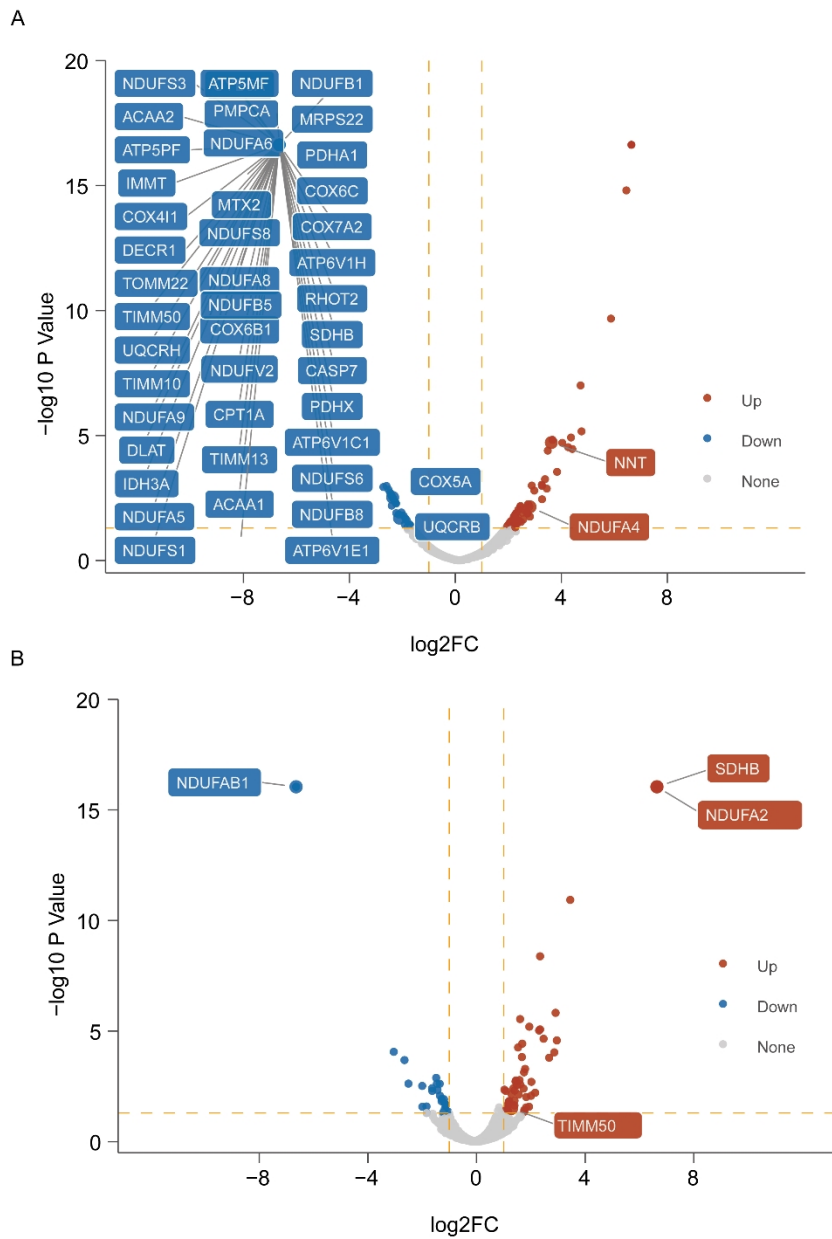 A
20
15
10
5
0
−log10 P Value
NDUFS3
ACAA2
ATP5PF
IMMT
COX4I1
DECR1
TOMM22
TIMM50
UQCRH
TIMM10
NDUFA9
DLAT
IDH3A
NDUFA5
NDUFS1
ATP5MF
PMPCA
NDUFA6
MTX2
NDUFS8
NDUFA8
NDUFB5
COX6B1
NDUFV2
CPT1A
TIMM13
ACAA1
NDUFB1
MRPS22
PDHA1
COX6C
COX7A2
ATP6V1H
RHOT2
SDHB
CASP7
PDHX
ATP6V1C1
NDUFS6
NDUFB8
ATP6V1E1
COX5A
UQCRB
NNT
NDUFA4
Up
Down
None
−8
−4
0
4
8
log2FC
B
20
15
10
5
0
−log10 P Value
NDUFAB1
SDHB
NDUFA2
TIMM50
Up
Down
None
−8
−4
0
4
8
log2FC